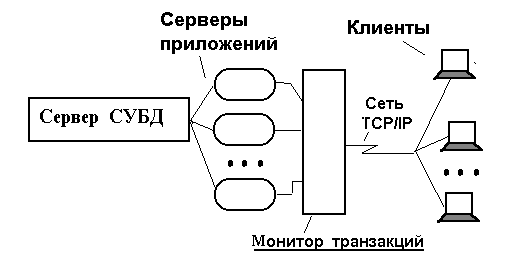 Серверы
приложений
Клиенты
Сервер СУБД
Сеть
TCP/IP
Монитор транзакций